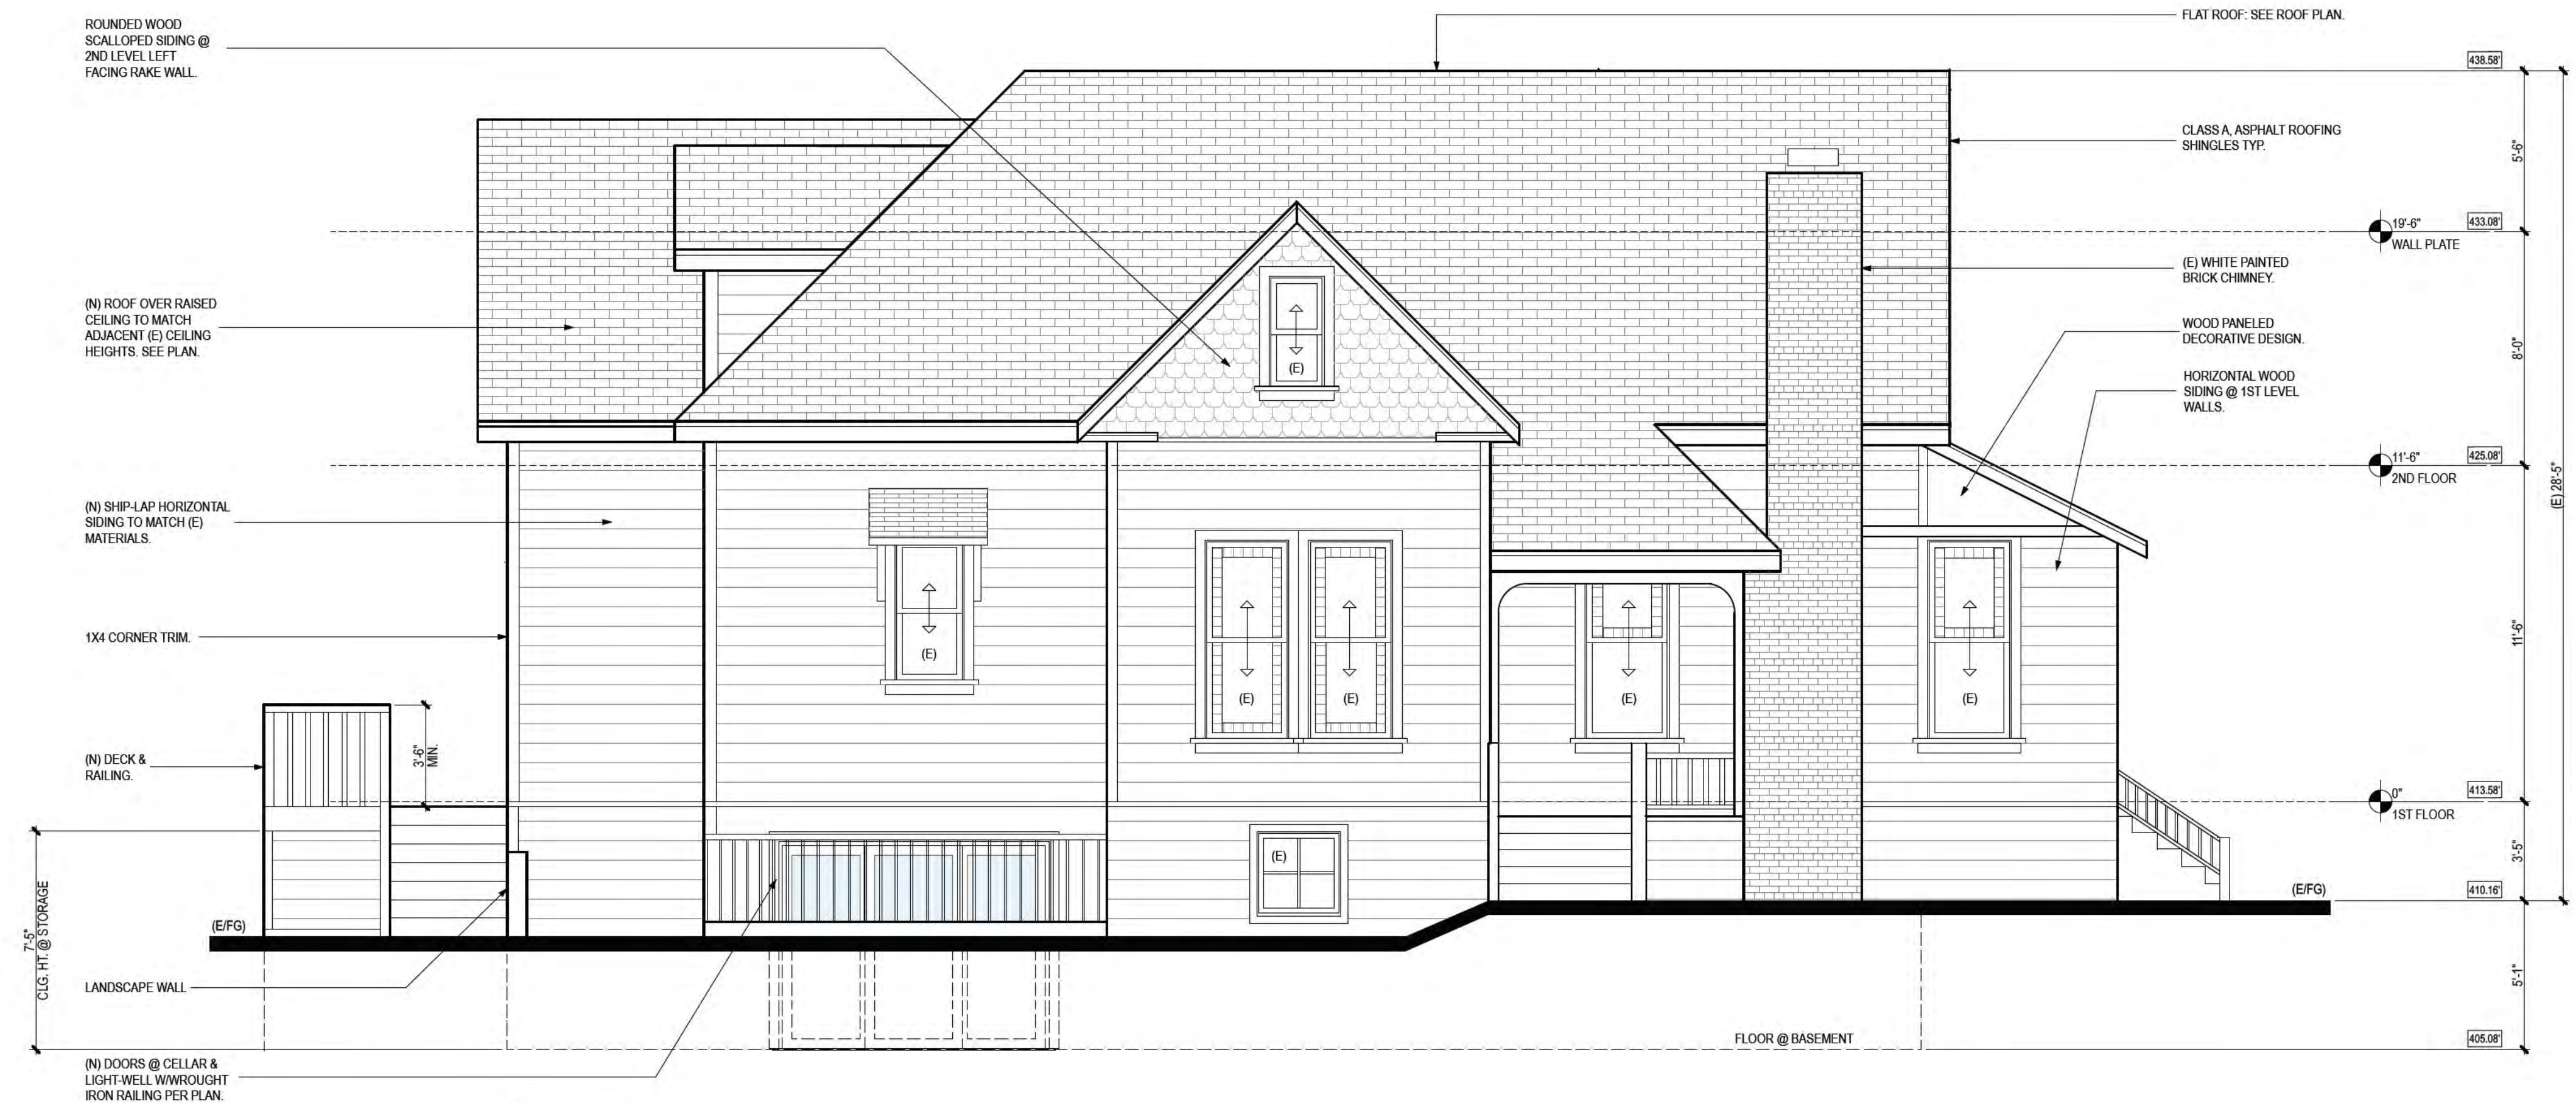 ROUNDED WOOD
SCALLOPED SIDING @
2ND LEVEL LEFT
FACING RAKE WALL.
(N) ROOF OVER RAISED
CEILING TO MATCH
ADJACENT (E) CEILING
HEIGHTS. SEE PLAN.
(N) SHIP-LAP HORIZONTAL
SIDING TO MATCH (E)
MATERIALS.
1X4 CORNER TRIM.
(N) DECK &
RAILING.
3'-6"
MIN.
7'-5"
CLG. HT. @ STORAGE
(E/FG)
LANDSCAPE WALL
(N) DOORS @ CELLAR &
LIGHT-WELL W/WROUGHT
IRON RAILING PER PLAN.
(E)
(E)
(E)
(E)
(E)
(E)
(E)
FLOOR @ BASEMENT
FLAT ROOF: SEE ROOF PLAN.
CLASS A, ASPHALT ROOFING
SHINGLES TYP.
(E) WHITE PAINTED
BRICK CHIMNEY.
WOOD PANELED
DECORATIVE DESIGN.
HORIZONTAL WOOD
SIDING @ 1ST LEVEL
WALLS.
438.58'
5'-6"
19'-6"
433.08'
WALL PLATE
8'-0"
11'-6"
425.08'
2ND FLOOR
(E) 28'-5"
11'-6"
0"
413.58'
1ST FLOOR
3'-5"
(E/FG)
410.16'
5'-1"
405.08'